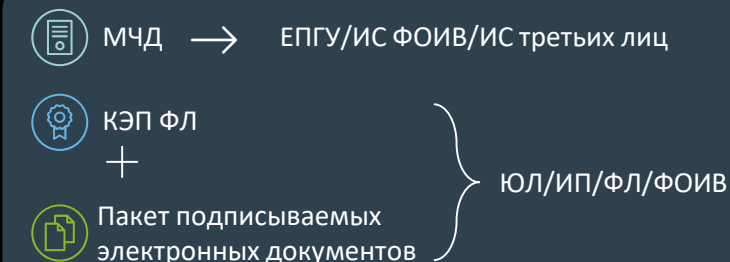 МЧД → ЕПГУ/ИС ФОИВ/ИС третьих лиц
КЭП ФЛ
+
ЮЛ/ИП/ФЛ/ФОИВ
Пакет подписываемых
электронных документов